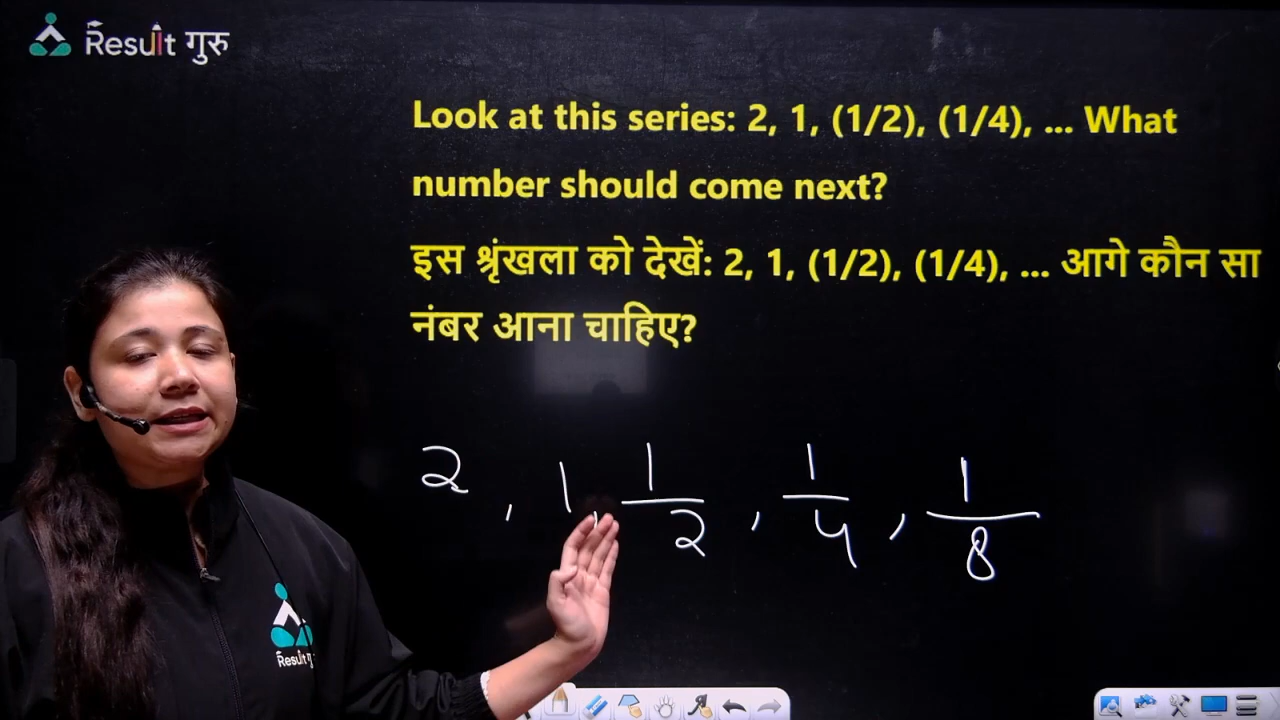 Result गुरु
Look at this series: 2, 1, (1/2), (1/4), ... What
number should come next?
इस श्रृंखला को देखें: 2, 1, (1/2), (1/4), ... आगे कौन सा
नंबर आना चाहिए?
2, 1, 1/2, 1/4, 1/8
Result गु